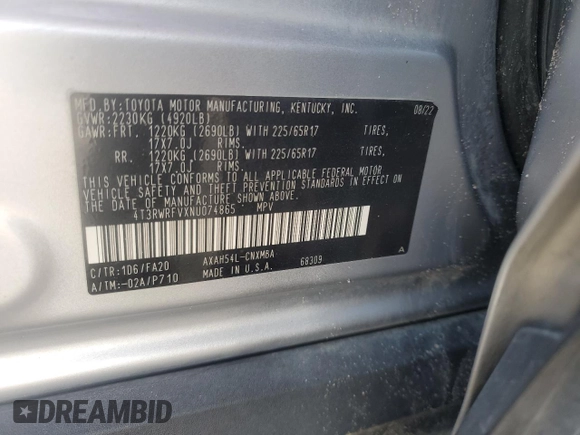 MFD.BY:TOYOTA MOTOR MANUFACTURING, KENTUCKY, INC. 08/22
GVWR:2230KG (4920LB)
GAWR:FRT. 1220KG (2690LB) WITH 225/65R17 TIRES,
17X7.0J RIMS.
RR. 1220KG (2690LB) WITH 225/65R17 TIRES,
17X7.0J RIMS.
THIS VEHICLE CONFORMS TO ALL APPLICABLE FEDERAL MOTOR
VEHICLE SAFETY AND THEFT PREVENTION STANDARDS IN EFFECT ON
THE DATE OF MANUFACTURE SHOWN ABOVE.
4T3RWRFVXNU074865 MPV
C/TR:1D6/FA20 AXAH54L-CNXMBA A
A/TM:-02A/P710 MADE IN U.S.A. 68309
DREAMBID